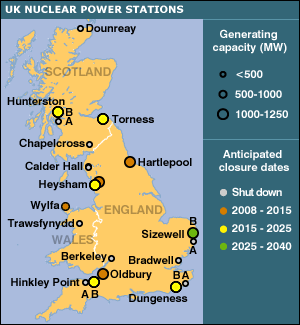 UK NUCLEAR POWER STATIONS
Dounreay
SCOTLAND
Hunterston
B
A
Torness
Chapelcross
Calder Hall
Hartlepool
Heysham
Wylfa
ENGLAND
Trawsfynydd
Sizewell
B
A
WALES
Berkeley
Bradwell
Oldbury
B A
Hinkley Point
A B
Dungeness
Generating
capacity (MW)
<500
500-1000
1000-1250
Anticipated
closure dates
Shut down
2008 - 2015
2015 - 2025
2025 - 2040